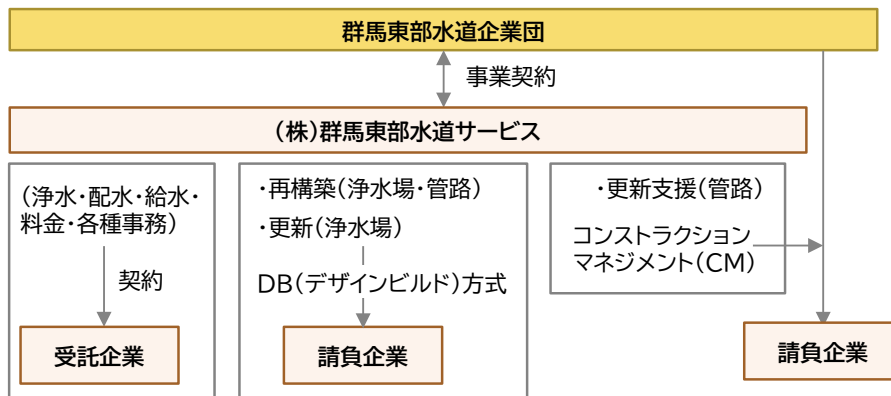 群馬東部水道企業団
事業契約
(株)群馬東部水道サービス
(浄水・配水・給水・
料金・各種事務)
契約
受託企業
・再構築(浄水場・管路)
・更新(浄水場)
DB(デザインビルド)方式
請負企業
・更新支援(管路)
コンストラクション
マネジメント(CM)
請負企業